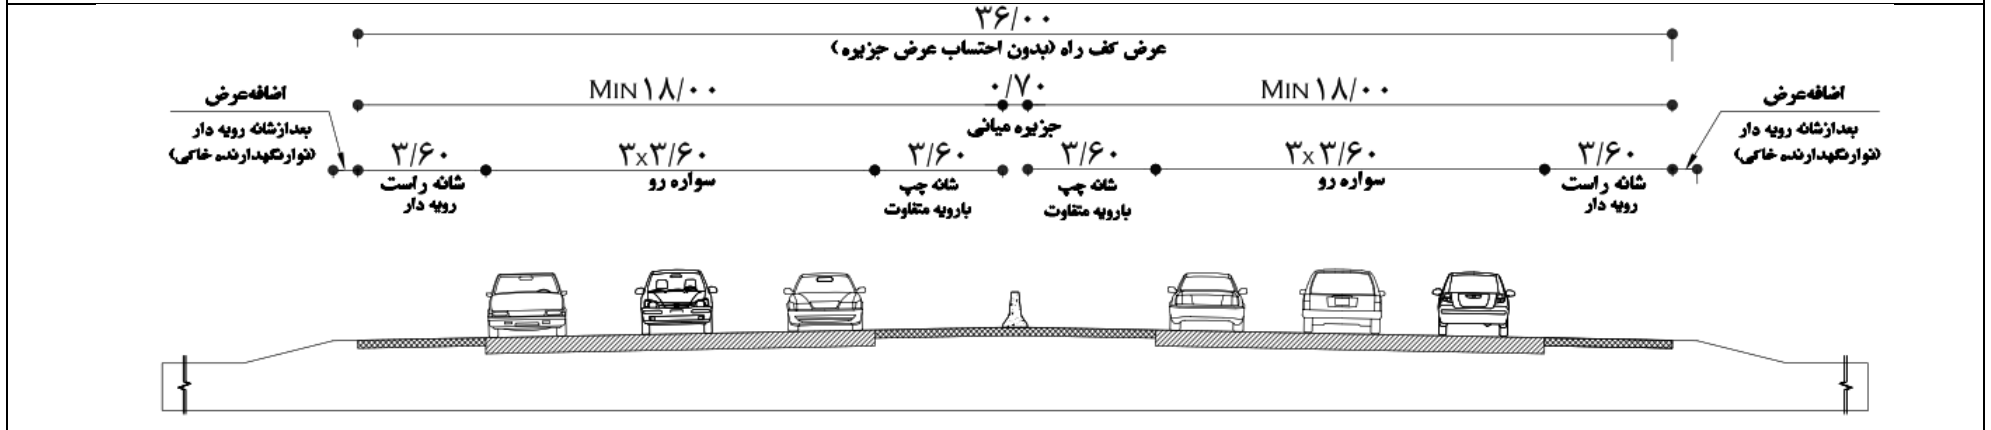 ۳۶/۰۰
عرض کف راه (بدون احتساب عرض جزیره)
MIN ۱۸/۰۰
۰/۷۰
MIN ۱۸/۰۰
جزیره میانی
اضافه‌عرض
بعدازشانه رویه دار
(نوارنگهدارنده خاکی)
۳/۶۰
شانه راست
رویه دار
۳x۳/۶۰
سواره رو
۳/۶۰
شانه چپ
بارویه متفاوت
۳/۶۰
شانه چپ
بارویه متفاوت
۳x۳/۶۰
سواره رو
۳/۶۰
شانه راست
رویه دار
اضافه‌عرض
بعدازشانه رویه دار
(نوارنگهدارنده خاکی)